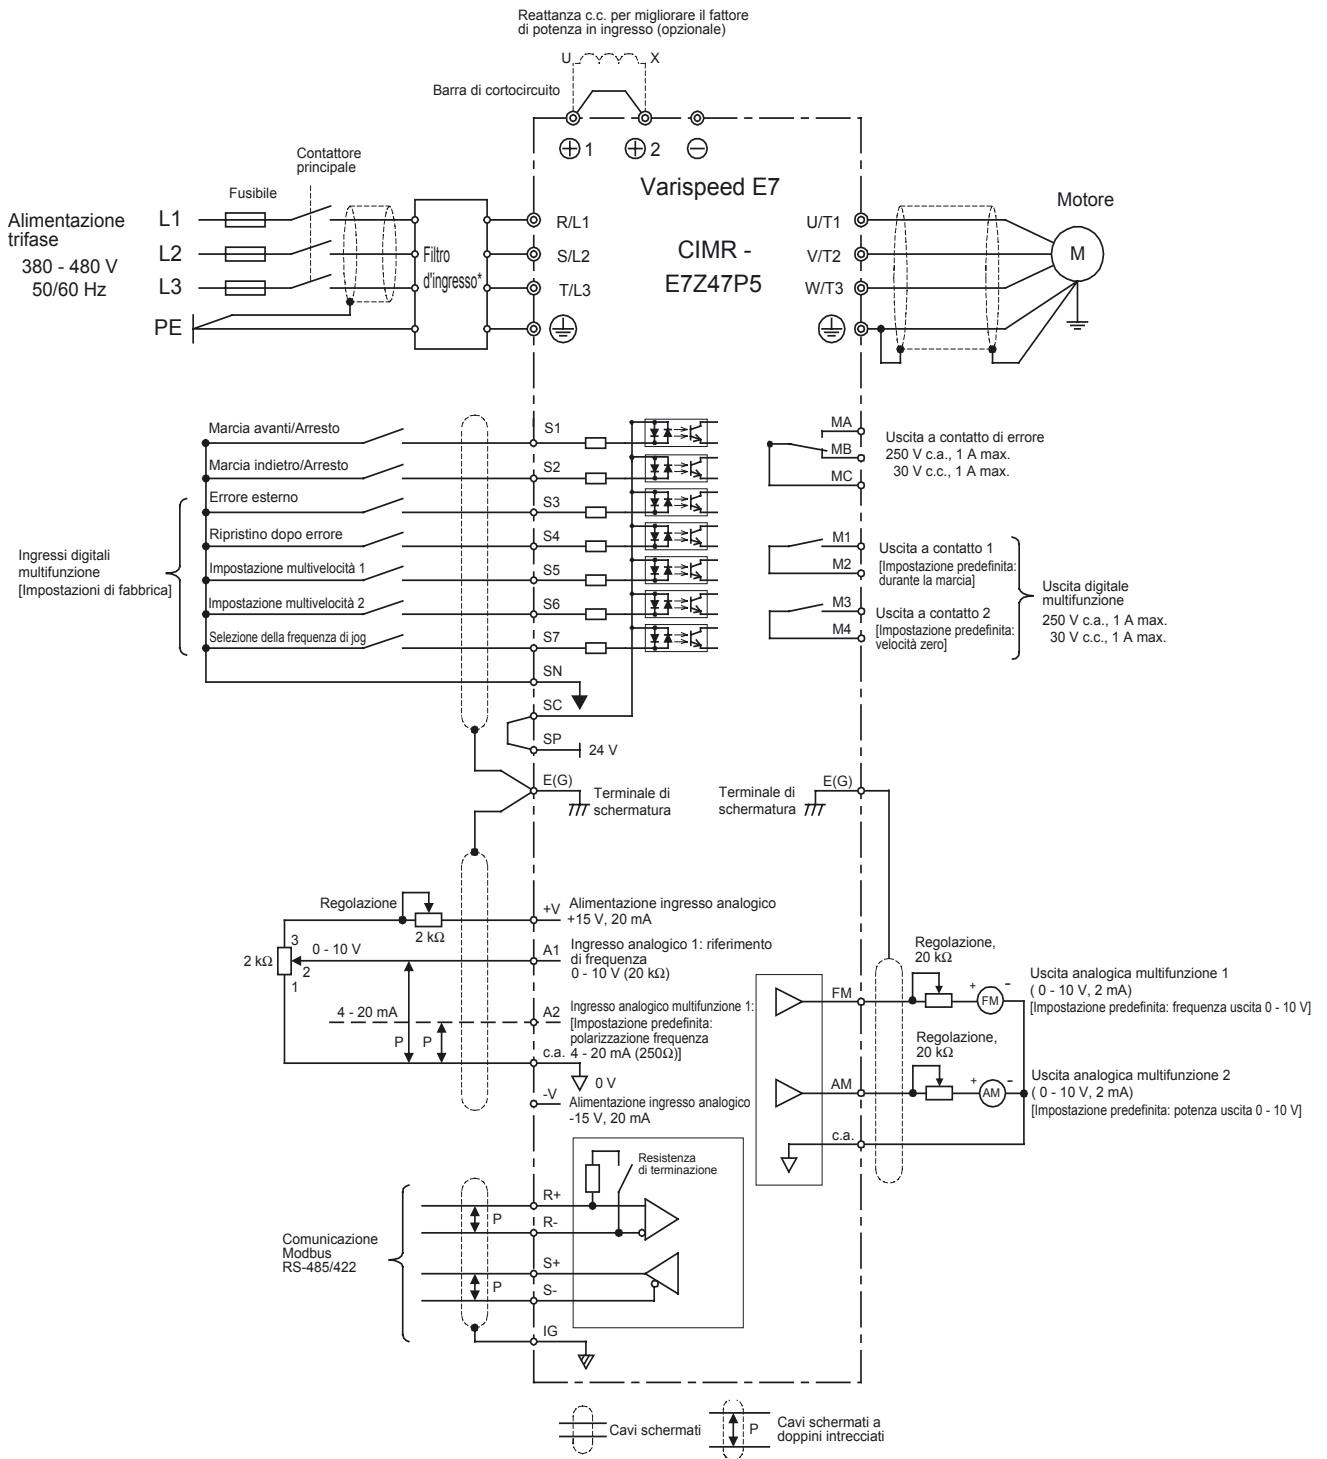 Reattanza c.c. per migliorare il fattore
di potenza in ingresso (opzionale)
U
X
Barra di cortocircuito
1
2
Contattore
principale
Fusibile
Varispeed E7
Motore
Alimentazione
trifase
380 - 480 V
50/60 Hz
L1
L2
L3
PE
Filtro
d'ingresso*
R/L1
S/L2
T/L3
CIMR -
E7Z47P5
U/T1
V/T2
W/T3
M
Marcia avanti/Arresto
Marcia indietro/Arresto
Errore esterno
Ripristino dopo errore
Impostazione multivelocità 1
Impostazione multivelocità 2
Selezione della frequenza di jog
Ingressi digitali
multifunzione
[Impostazioni di fabbrica]
S1
S2
S3
S4
S5
S6
S7
SN
SC
SP
24 V
MA
MB
MC
Uscita a contatto di errore
250 V c.a., 1 A max.
30 V c.c., 1 A max.
M1
M2
Uscita a contatto 1
[Impostazione predefinita:
durante la marcia]
M3
M4
Uscita a contatto 2
[Impostazione predefinita:
velocità zero]
Uscita digitale
multifunzione
250 V c.a., 1 A max.
30 V c.c., 1 A max.
E(G)
Terminale di
schermatura
Terminale di
schermatura
E(G)
Regolazione
2 kΩ
+V
Alimentazione ingresso analogico
+15 V, 20 mA
2 kΩ
3
2
1
0 - 10 V
A1
Ingresso analogico 1: riferimento
di frequenza
0 - 10 V (20 kΩ)
4 - 20 mA
P
P
A2
Ingresso analogico multifunzione 1:
[Impostazione predefinita:
polarizzazione frequenza
c.a. 4 - 20 mA (250Ω)]
0 V
-V
Alimentazione ingresso analogico
-15 V, 20 mA
Regolazione,
20 kΩ
FM
+
FM
-
Uscita analogica multifunzione 1
( 0 - 10 V, 2 mA)
[Impostazione predefinita: frequenza uscita 0 - 10 V]
Regolazione,
20 kΩ
AM
+
AM
-
Uscita analogica multifunzione 2
( 0 - 10 V, 2 mA)
[Impostazione predefinita: potenza uscita 0 - 10 V]
c.a.
Resistenza
di terminazione
Comunicazione
Modbus
RS-485/422
P
P
R+
R-
S+
S-
IG
Cavi schermati
P
Cavi schermati a
doppini intrecciati